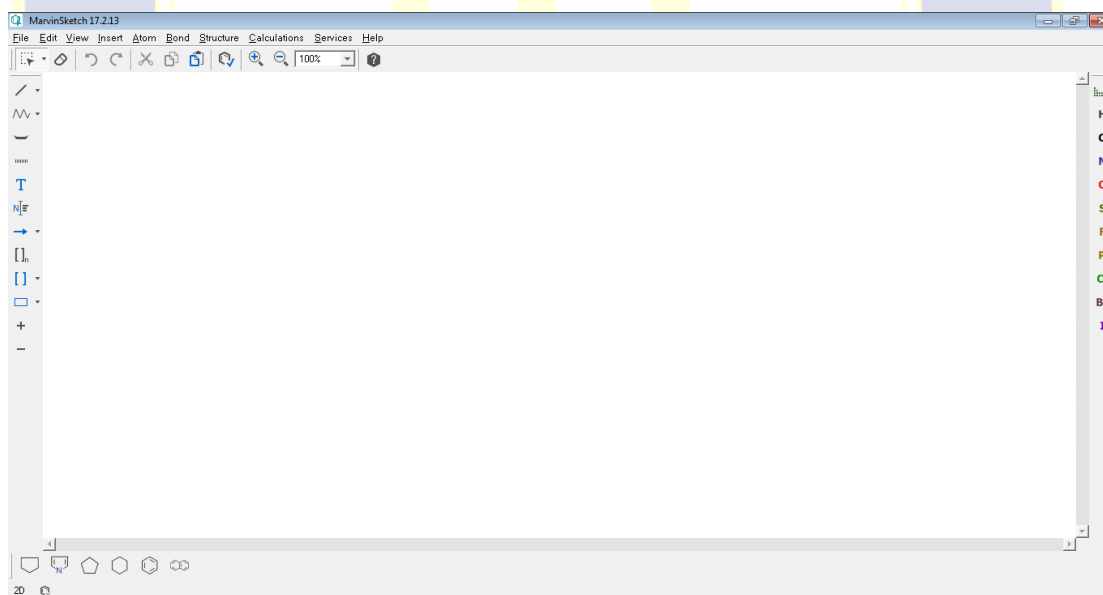 MarvinSketch 17.2.13
File Edit View Insert Atom Bond Structure Calculations Services Help
100%
H
N
T
N
[ ]n
B
N
2D